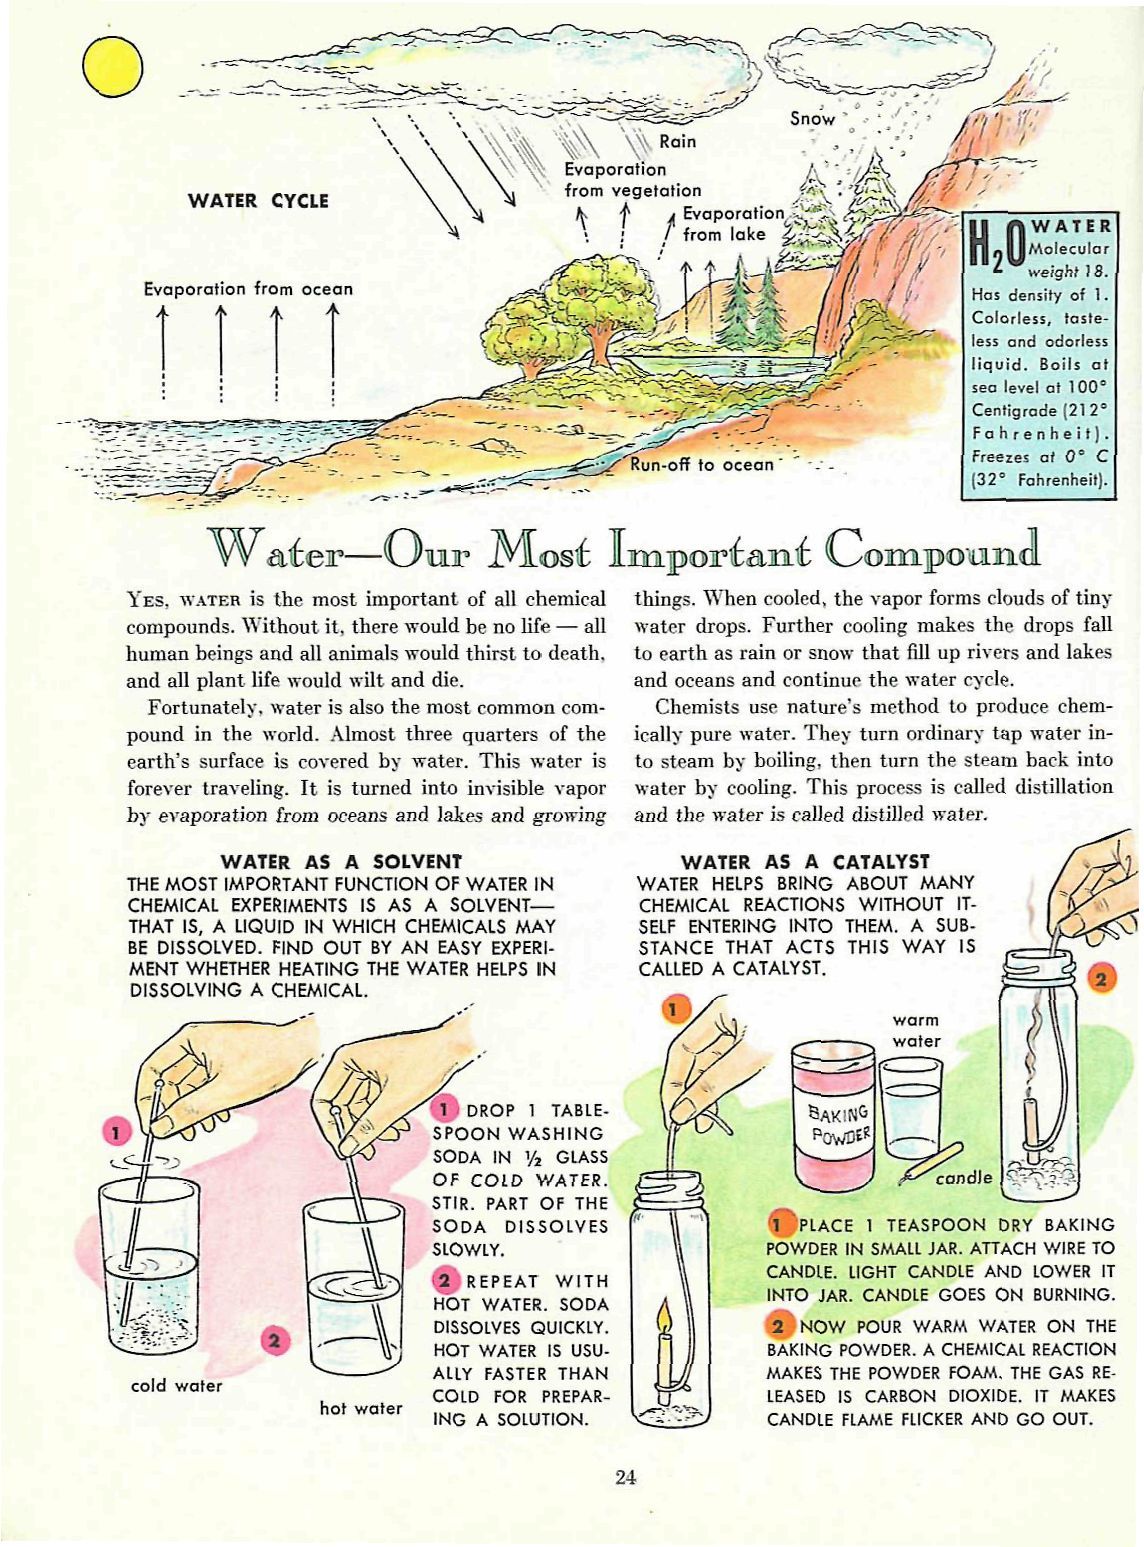 Snow
Rain
Evaporation
from vegetation
WATER CYCLE
Evaporation
from lake
Evaporation from ocean
Run-off to ocean
H2O WATER
Molecular
weight 18.
Has density of 1.
Colorless, taste-
less and odorless
liquid. Boils at
sea level at 100°
Centigrade (212°
Fahrenheit).
Freezes at 0° C
(32° Fahrenheit).
Water—Our Most Important Compound
YES, WATER is the most important of all chemical
compounds. Without it, there would be no life — all
human beings and all animals would thirst to death,
and all plant life would wilt and die.
Fortunately, water is also the most common com-
pound in the world. Almost three quarters of the
earth's surface is covered by water. This water is
forever traveling. It is turned into invisible vapor
by evaporation from oceans and lakes and growing
things. When cooled, the vapor forms clouds of tiny
water drops. Further cooling makes the drops fall
to earth as rain or snow that fill up rivers and lakes
and oceans and continue the water cycle.
Chemists use nature's method to produce chem-
ically pure water. They turn ordinary tap water in-
to steam by boiling, then turn the steam back into
water by cooling. This process is called distillation
and the water is called distilled water.
WATER AS A SOLVENT
THE MOST IMPORTANT FUNCTION OF WATER IN
CHEMICAL EXPERIMENTS IS AS A SOLVENT—
THAT IS, A LIQUID IN WHICH CHEMICALS MAY
BE DISSOLVED. FIND OUT BY AN EASY EXPERI-
MENT WHETHER HEATING THE WATER HELPS IN
DISSOLVING A CHEMICAL.
1
2
cold water
hot water
1 DROP 1 TABLE-
SPOON WASHING
SODA IN ½ GLASS
OF COLD WATER.
STIR. PART OF THE
SODA DISSOLVES
SLOWLY.
2 REPEAT WITH
HOT WATER. SODA
DISSOLVES QUICKLY.
HOT WATER IS USU-
ALLY FASTER THAN
COLD FOR PREPAR-
ING A SOLUTION.
WATER AS A CATALYST
WATER HELPS BRING ABOUT MANY
CHEMICAL REACTIONS WITHOUT IT-
SELF ENTERING INTO THEM. A SUB-
STANCE THAT ACTS THIS WAY IS
CALLED A CATALYST.
1
2
warm
water
BAKING
POWDER
candle
1 PLACE 1 TEASPOON DRY BAKING
POWDER IN SMALL JAR. ATTACH WIRE TO
CANDLE. LIGHT CANDLE AND LOWER IT
INTO JAR. CANDLE GOES ON BURNING.
2 NOW POUR WARM WATER ON THE
BAKING POWDER. A CHEMICAL REACTION
MAKES THE POWDER FOAM. THE GAS RE-
LEASED IS CARBON DIOXIDE. IT MAKES
CANDLE FLAME FLICKER AND GO OUT.
24